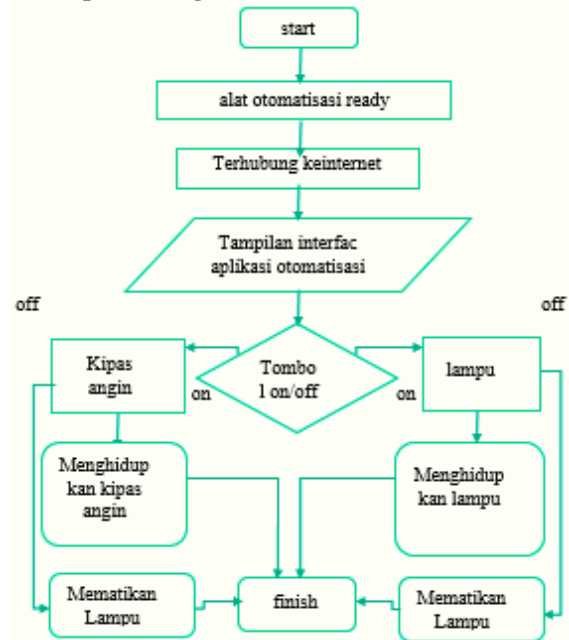 start
alat otomatisasi ready
Terhubung keinternet
Tampilan interfac
aplikasi otomatisasi
off
off
Kipas
angin
on
Tombo
l on/off
on
lampu
Menghidup
kan kipas
angin
Menghidup
kan lampu
Mematikan
Lampu
finish
Mematikan
Lampu